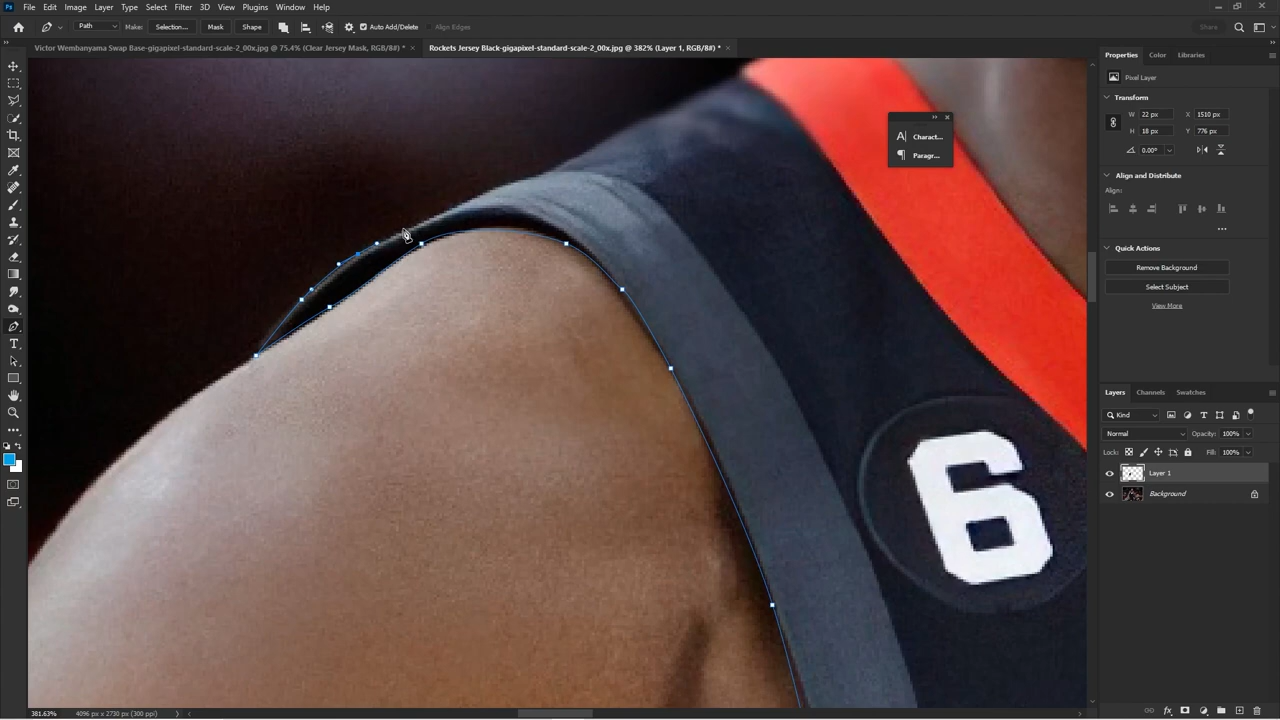 Ps File Edit Image Layer Type Select Filter 3D View Plugins Window Help
Path Make: Selection... Mask Shape Auto Add/Delete Align Edges Share
Victor Wembanyama Swap Base-gigapixel-standard-scale-2_00x.jpg @ 75.4% (Clear Jersey Mask, RGB/8#) * × Rockets Jersey Black-gigapixel-standard-scale-2_00x.jpg @ 382% (Layer 1, RGB/8#) * ×
Properties Color Libraries
Pixel Layer
Transform
W 22 px X 1510 px
H 18 px Y 776 px
0.00°
A| Charact...
¶ Paragr...
Align and Distribute
Align:
...
Quick Actions
Remove Background
Select Subject
View More
T
6
Layers Channels Swatches
Kind
Normal Opacity: 100%
Lock: Fill: 100%
Layer 1
Background
381.63% 4096 px x 2730 px (300 ppi)
fx